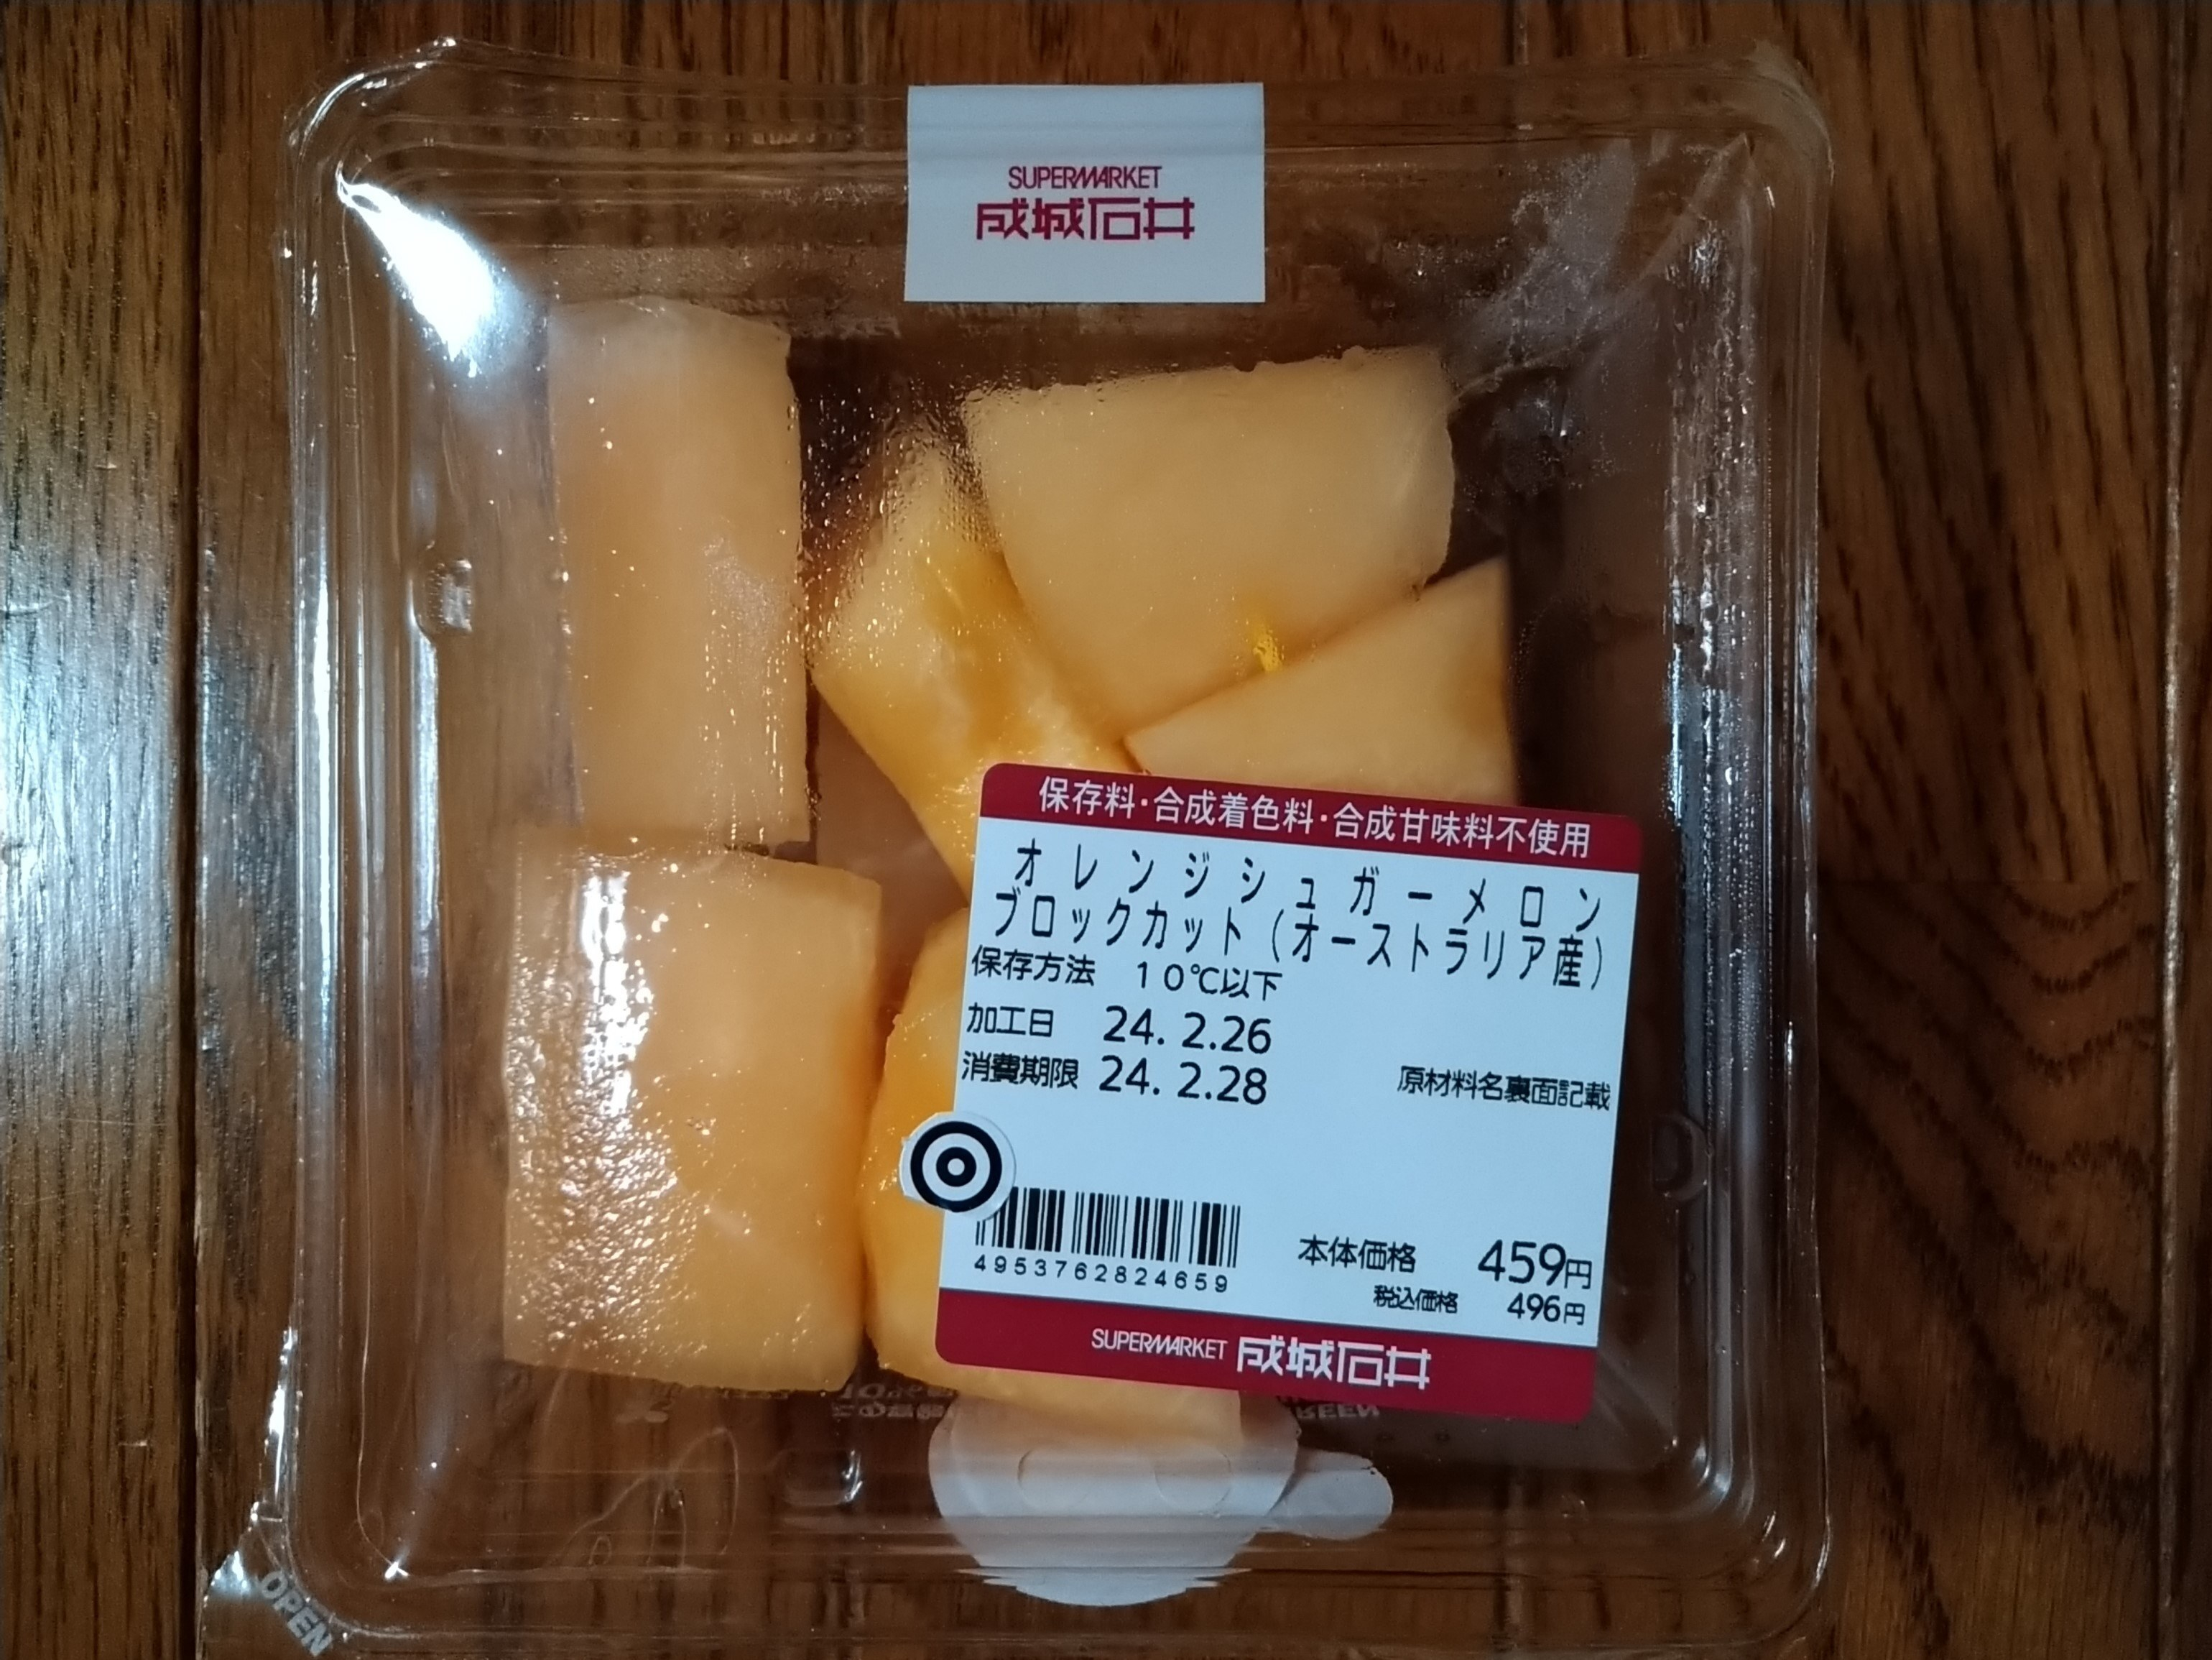 SUPERMARKET
成城石井
保存料・合成着色料・合成甘味料不使用
オレンジシュガーメロン
ブロックカット(オーストラリア産)
保存方法 10℃以下
加工日 24. 2.26
消費期限 24. 2.28
原材料名裏面記載
4953762824659
本体価格 459円
税込価格 496円
SUPERMARKET 成城石井
OPEN